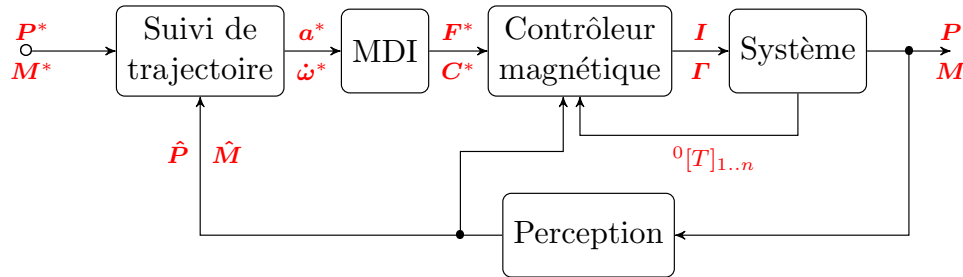 P*
M*
Suivi de
trajectoire
a*
ω̇*
MDI
F*
C*
Contrôleur
magnétique
I
Γ
Système
P
M
P̂ M̂
⁰[T]₁..ₙ
Perception